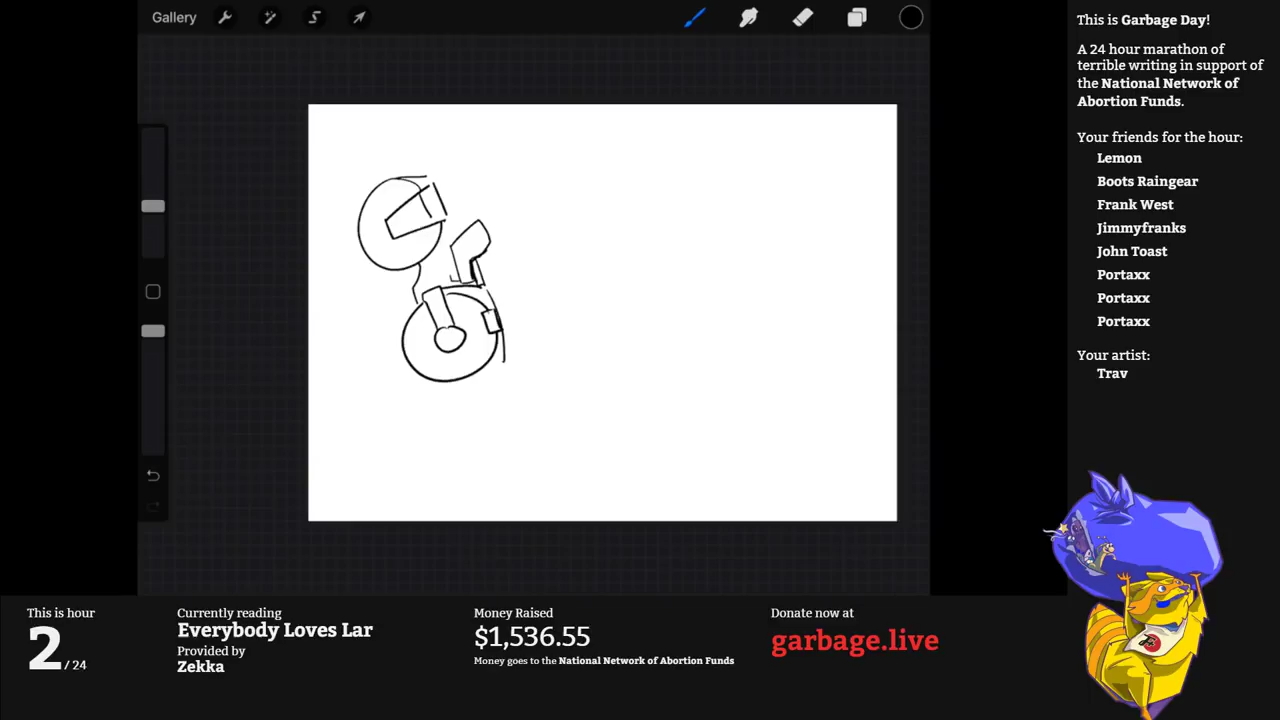 Gallery
This is Garbage Day!
A 24 hour marathon of
terrible writing in support of
the National Network of
Abortion Funds.
Your friends for the hour:
Lemon
Boots Raingear
Frank West
Jimmyfranks
John Toast
Portaxx
Portaxx
Portaxx
Your artist:
Trav
This is hour
2 / 24
Currently reading
Everybody Loves Lar
Provided by
Zekka
Money Raised
$1,536.55
Money goes to the National Network of Abortion Funds
Donate now at
garbage.live